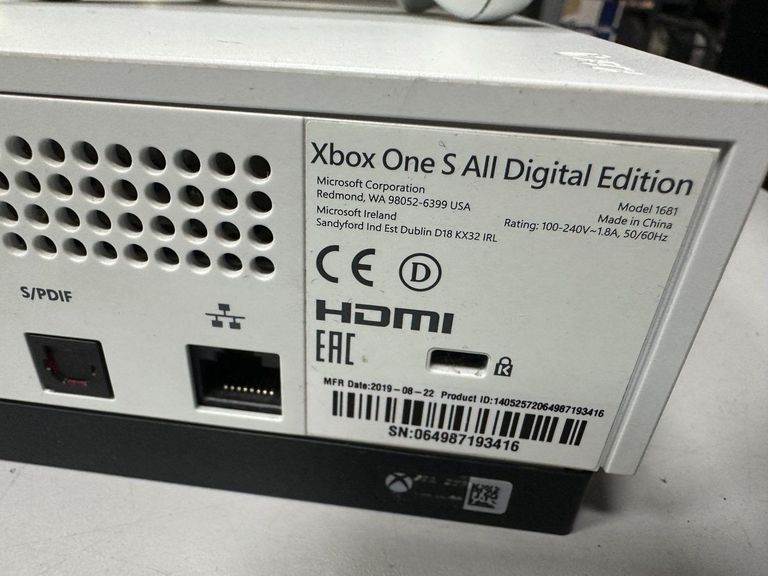 Xbox One S All Digital Edition
Microsoft Corporation
Redmond, WA 98052-6399 USA
Microsoft Ireland
Sandyford Ind Est Dublin D18 KX32 IRL
Model 1681
Made in China
Rating: 100-240V~1.8A, 50/60Hz
CE D
HDMI
EAC
K
S/PDIF
MFR Date:2019-08-22 Product ID:14052572064987193416
SN:064987193416